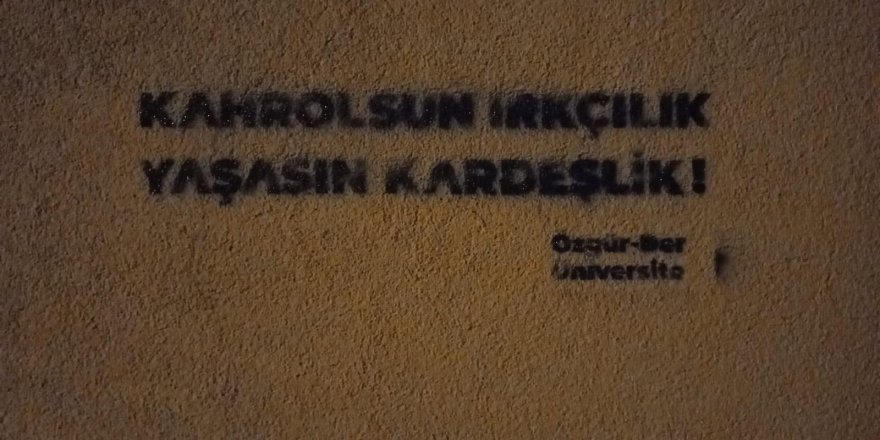 KAHROLSUN IRKÇILIK
YAŞASIN KARDEŞLİK!
Özgür-Der
Üniversite